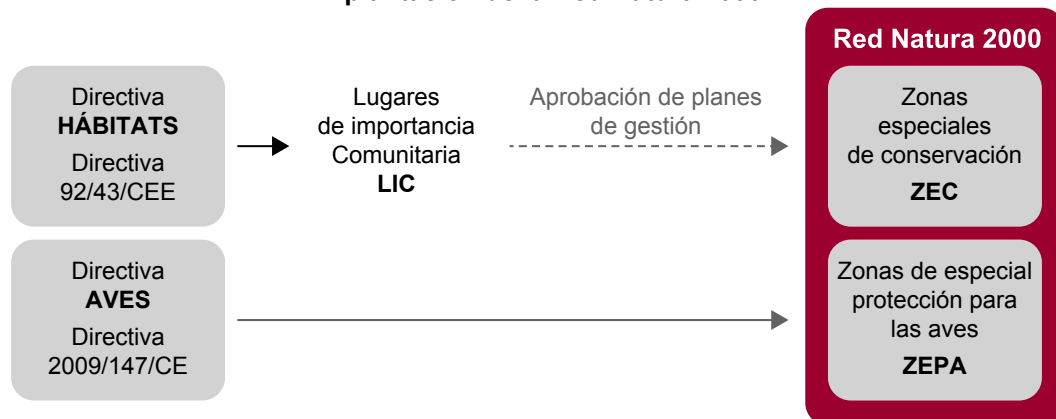 Red Natura 2000
Directiva
HÁBITATS
Directiva
92/43/CEE
Lugares
de importancia
Comunitaria
LIC
Aprobación de planes
de gestión
Zonas
especiales
de conservación
ZEC
Directiva
AVES
Directiva
2009/147/CE
Zonas de especial
protección para
las aves
ZEPA